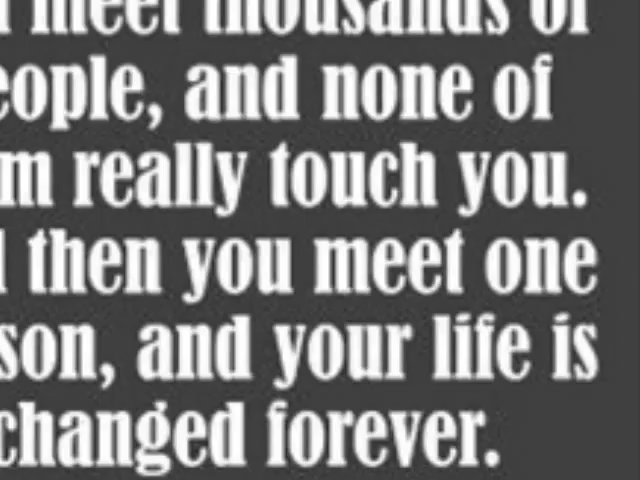 meet thousands of
eople, and none of
m really touch you.
then you meet one
son, and your life is
changed forever.